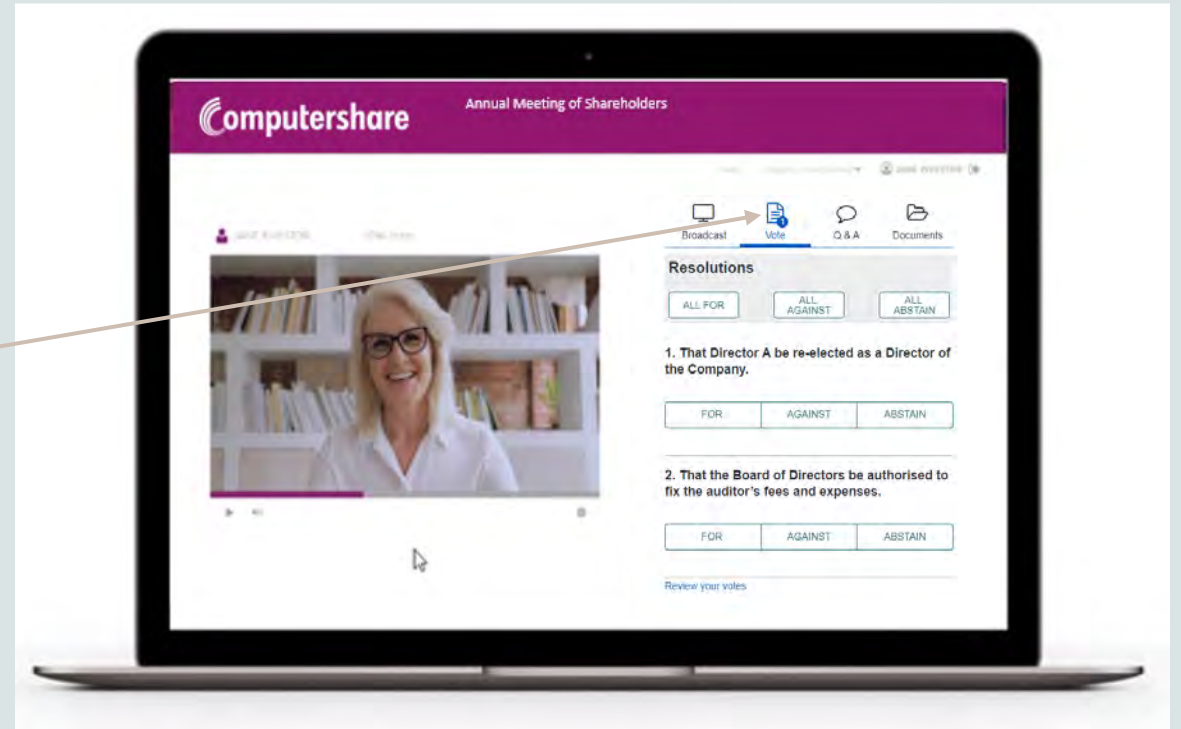 Computershare
Annual Meeting of Shareholders
Broadcast
Vote
1
Q & A
Documents
Resolutions
ALL FOR
ALL
AGAINST
ALL
ABSTAIN
1. That Director A be re-elected as a Director of
the Company.
FOR
AGAINST
ABSTAIN
2. That the Board of Directors be authorised to
fix the auditor's fees and expenses.
FOR
AGAINST
ABSTAIN
Review your votes